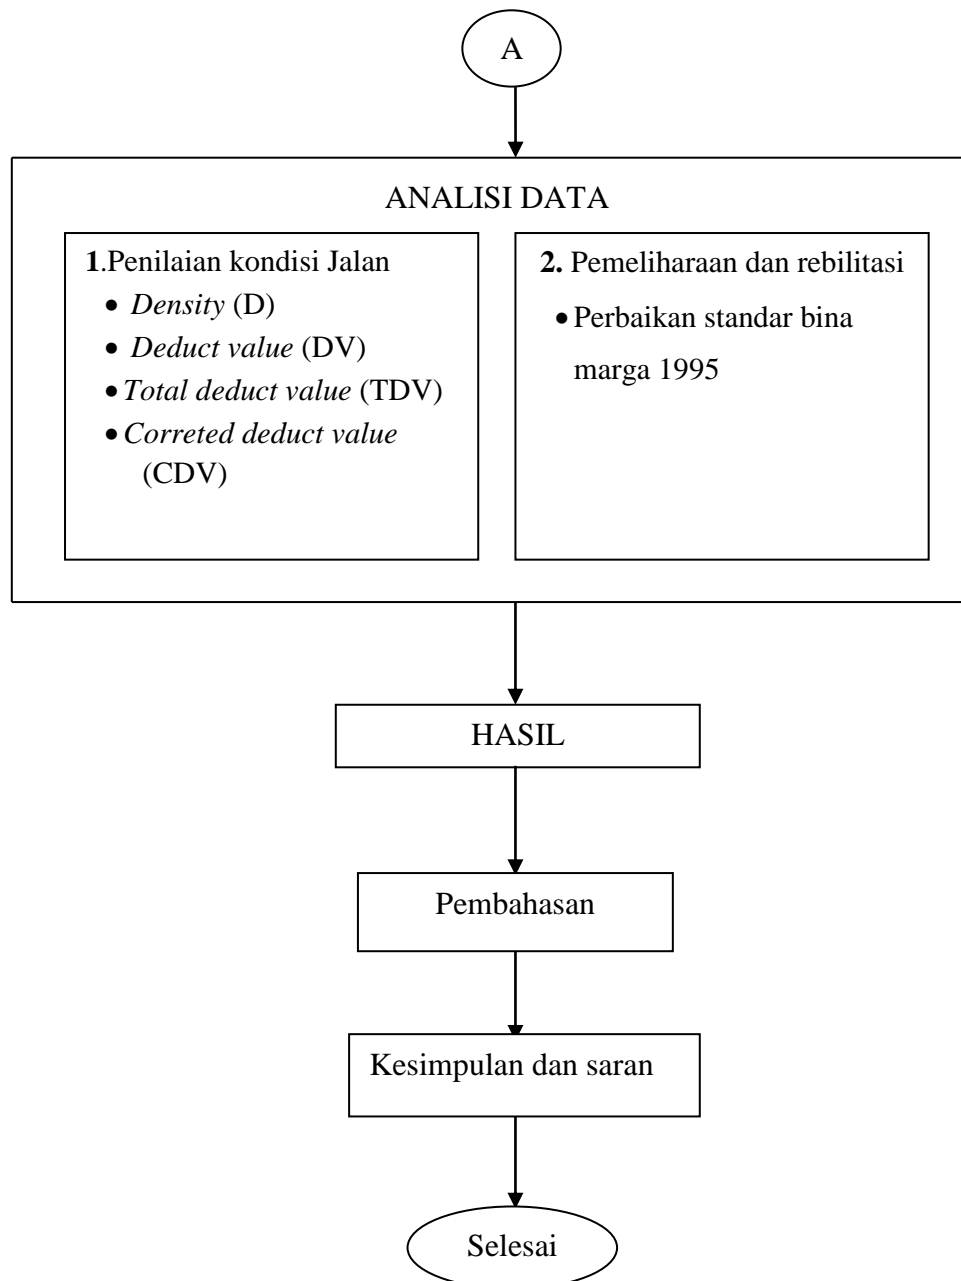 A
ANALISI DATA
1.Penilaian kondisi Jalan
• Density (D)
• Deduct value (DV)
• Total deduct value (TDV)
• Correted deduct value
(CDV)
2. Pemeliharaan dan rebilitasi
• Perbaikan standar bina
marga 1995
HASIL
Pembahasan
Kesimpulan dan saran
Selesai